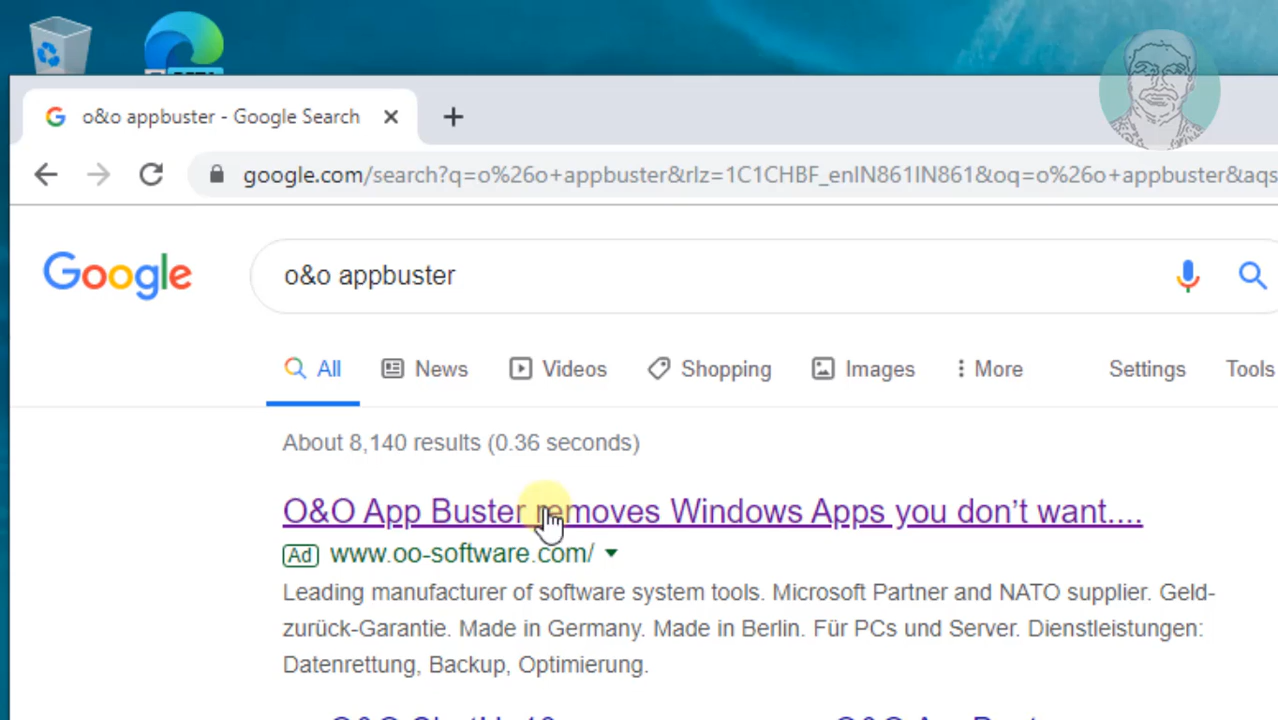 BETA
o&o appbuster - Google Search
google.com/search?q=o%26o+appbuster&rlz=1C1CHBF_enIN861IN861&oq=o%26o+appbuster&aqs
Google
o&o appbuster
All News Videos Shopping Images More Settings Tools
About 8,140 results (0.36 seconds)
O&O App Buster removes Windows Apps you don’t want....
Ad www.oo-software.com/
Leading manufacturer of software system tools. Microsoft Partner and NATO supplier. Geld-
zurück-Garantie. Made in Germany. Made in Berlin. Für PCs und Server. Dienstleistungen:
Datenrettung, Backup, Optimierung.